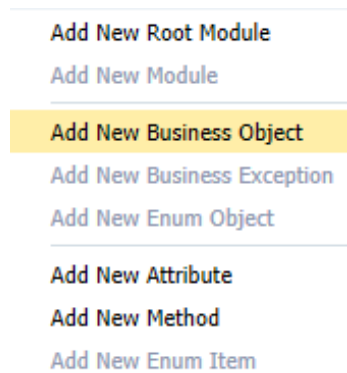 Add New Root Module
Add New Module
Add New Business Object
Add New Business Exception
Add New Enum Object
Add New Attribute
Add New Method
Add New Enum Item